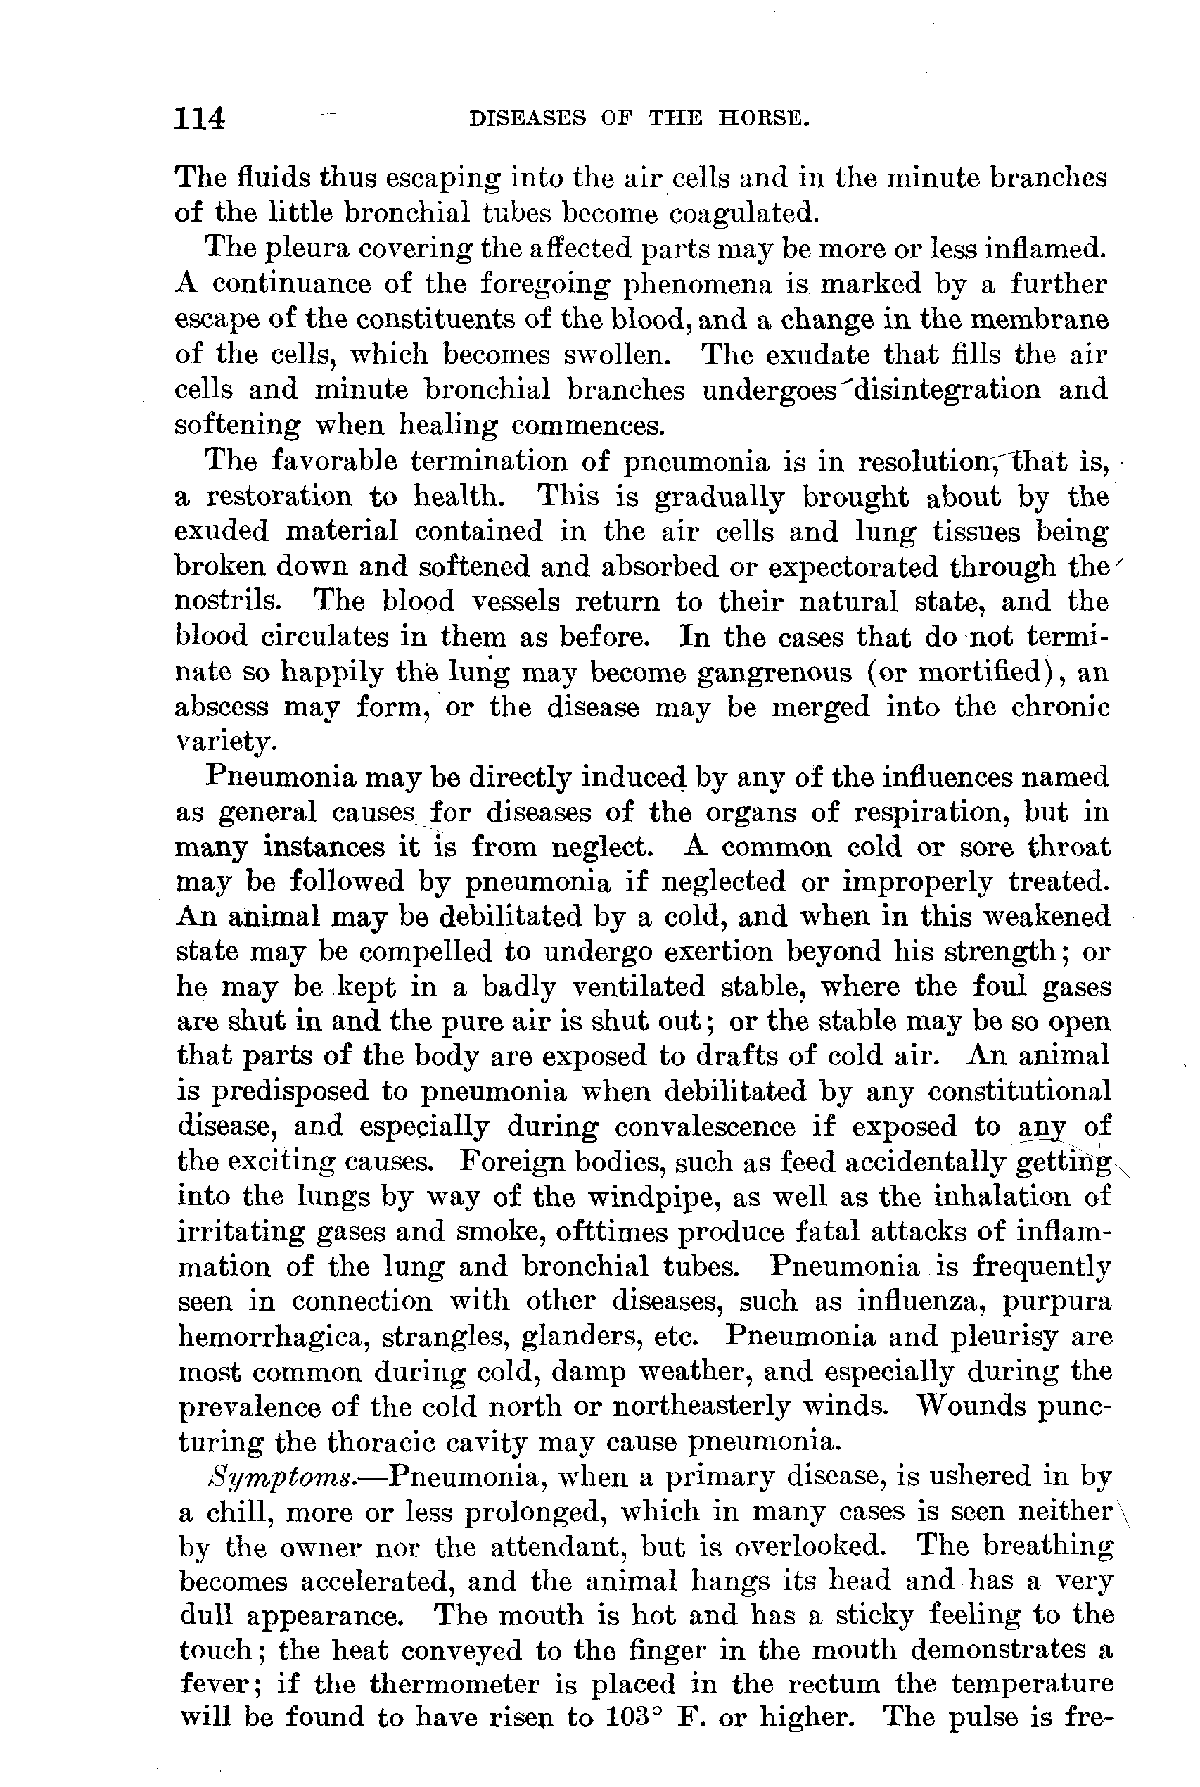 114 DISEASES OF THE HORSE.
The fluids thus escaping into the air cells and in the minute branches
of the little bronchial tubes become coagulated.
The pleura covering the affected parts may be more or less inflamed.
A continuance of the foregoing phenomena is marked by a further
escape of the constituents of the blood, and a change in the membrane
of the cells, which becomes swollen. The exudate that fills the air
cells and minute bronchial branches undergoes disintegration and
softening when healing commences.
The favorable termination of pneumonia is in resolution, that is,
a restoration to health. This is gradually brought about by the
exuded material contained in the air cells and lung tissues being
broken down and softened and absorbed or expectorated through the
nostrils. The blood vessels return to their natural state, and the
blood circulates in them as before. In the cases that do not termi-
nate so happily the lung may become gangrenous (or mortified), an
abscess may form, or the disease may be merged into the chronic
variety.
Pneumonia may be directly induced by any of the influences named
as general causes for diseases of the organs of respiration, but in
many instances it is from neglect. A common cold or sore throat
may be followed by pneumonia if neglected or improperly treated.
An animal may be debilitated by a cold, and when in this weakened
state may be compelled to undergo exertion beyond his strength; or
he may be kept in a badly ventilated stable, where the foul gases
are shut in and the pure air is shut out; or the stable may be so open
that parts of the body are exposed to drafts of cold air. An animal
is predisposed to pneumonia when debilitated by any constitutional
disease, and especially during convalescence if exposed to any of
the exciting causes. Foreign bodies, such as feed accidentally getting
into the lungs by way of the windpipe, as well as the inhalation of
irritating gases and smoke, ofttimes produce fatal attacks of inflam-
mation of the lung and bronchial tubes. Pneumonia is frequently
seen in connection with other diseases, such as influenza, purpura
hemorrhagica, strangles, glanders, etc. Pneumonia and pleurisy are
most common during cold, damp weather, and especially during the
prevalence of the cold north or northeasterly winds. Wounds punc-
turing the thoracic cavity may cause pneumonia.
Symptoms.—Pneumonia, when a primary disease, is ushered in by
a chill, more or less prolonged, which in many cases is seen neither
by the owner nor the attendant, but is overlooked. The breathing
becomes accelerated, and the animal hangs its head and has a very
dull appearance. The mouth is hot and has a sticky feeling to the
touch; the heat conveyed to the finger in the mouth demonstrates a
fever; if the thermometer is placed in the rectum the temperature
will be found to have risen to 103° F. or higher. The pulse is fre-